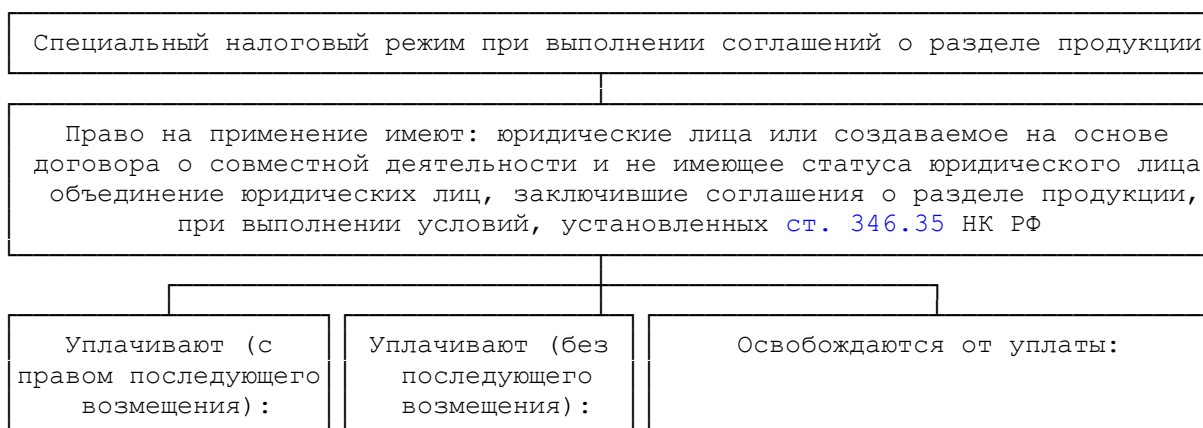 Специальный налоговый режим при выполнении соглашений о разделе продукции
Право на применение имеют: юридические лица или создаваемое на основе
договора о совместной деятельности и не имеющее статуса юридического лица
объединение юридических лиц, заключившие соглашения о разделе продукции,
при выполнении условий, установленных ст. 346.35 НК РФ
Уплачивают (с
правом последующего
возмещения):
Уплачивают (без
последующего
возмещения):
Освобождаются от уплаты: